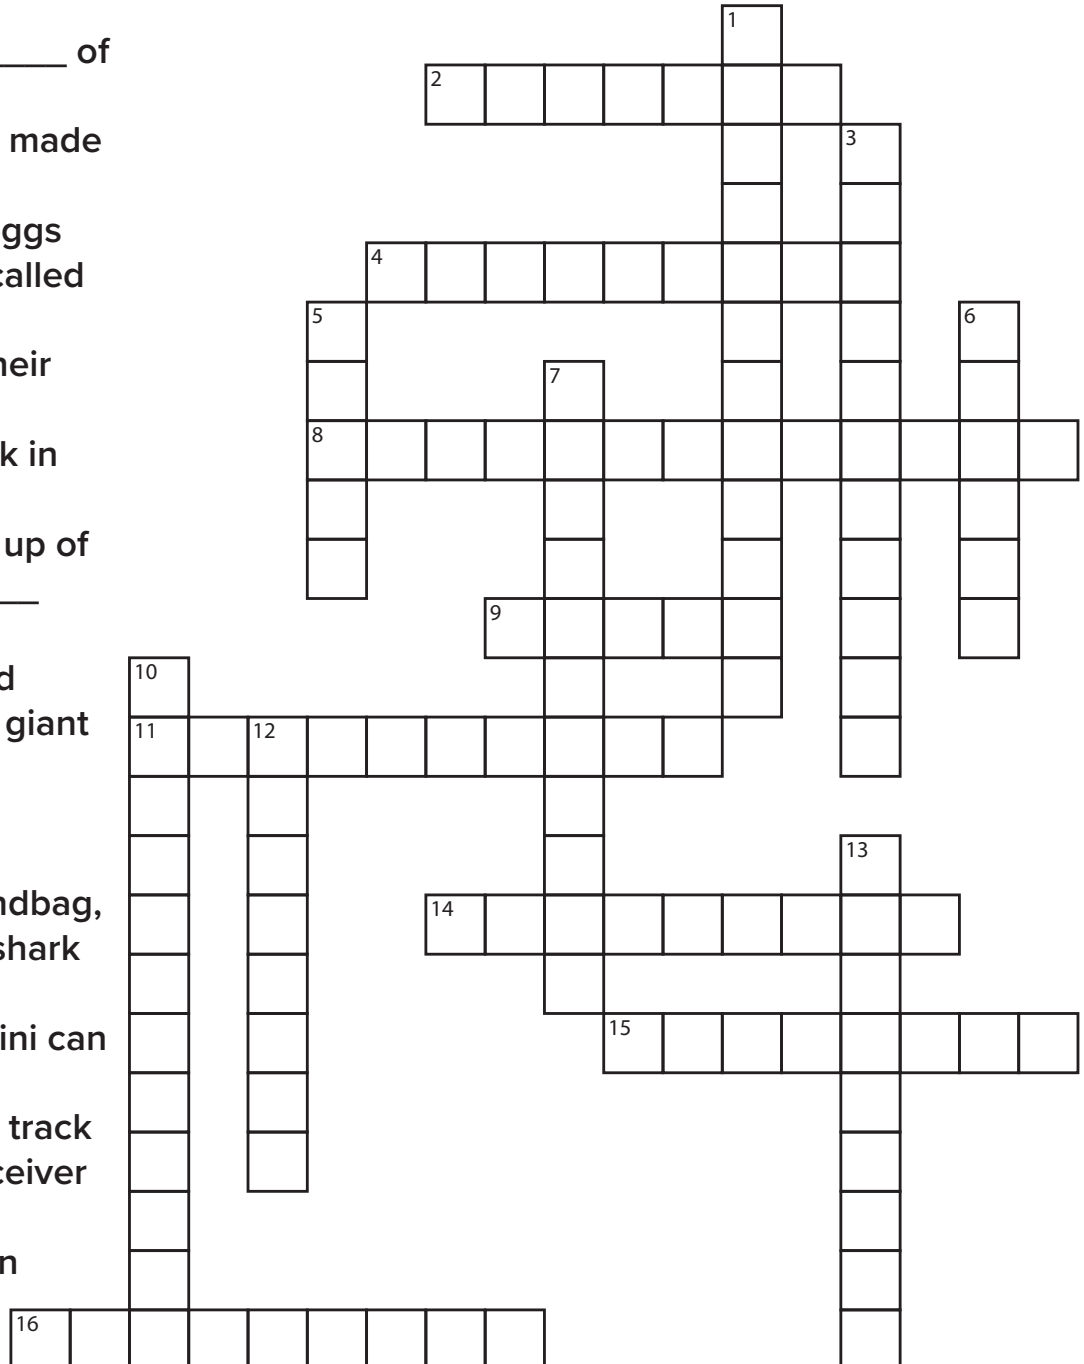 ____ of
made
ggs
called
heir
k in
up of
__
d
giant
ndbag,
shark
ini can
track
ceiver
n
1
2
3
4
5
6
7
8
9
10
11 12
13
14
15
16